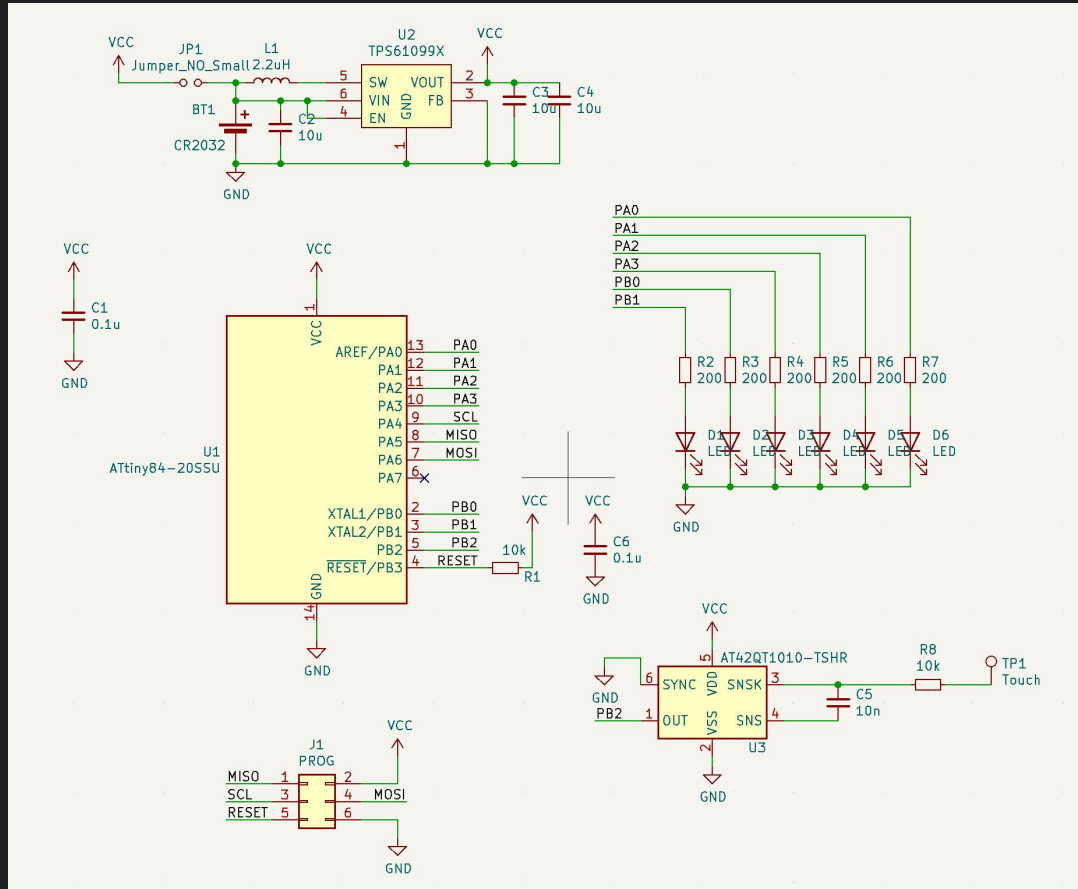 VCC
JP1
Jumper_NO_Small
L1
2.2uH
U2
TPS61099X
VCC
5 SW VOUT 2
6 VIN FB 3
4 EN
GND
1
BT1
CR2032
C2
10u
C3
10u
C4
10u
GND
VCC
C1
0.1u
GND
VCC
1
VCC
U1
ATtiny84-20SSU
AREF/PA0 13 PA0
PA1 12 PA1
PA2 11 PA2
PA3 10 PA3
PA4 9 SCL
PA5 8 MISO
PA6 7 MOSI
PA7 6
XTAL1/PB0 2 PB0
XTAL2/PB1 3 PB1
PB2 5 PB2
RESET/PB3 4 RESET
GND
14
GND
10k
R1
VCC
VCC
C6
0.1u
GND
PA0
PA1
PA2
PA3
PB0
PB1
R2
200
R3
200
R4
200
R5
200
R6
200
R7
200
D1
LED
D2
LED
D3
LED
D4
LED
D5
LED
D6
LED
GND
VCC
5
AT42QT1010-TSHR
GND
6 SYNC VDD SNSK 3
PB2 1 OUT VSS SNS 4
2
U3
GND
C5
10n
R8
10k
TP1
Touch
J1
PROG
VCC
MISO 1 2
SCL 3 4 MOSI
RESET 5 6
GND